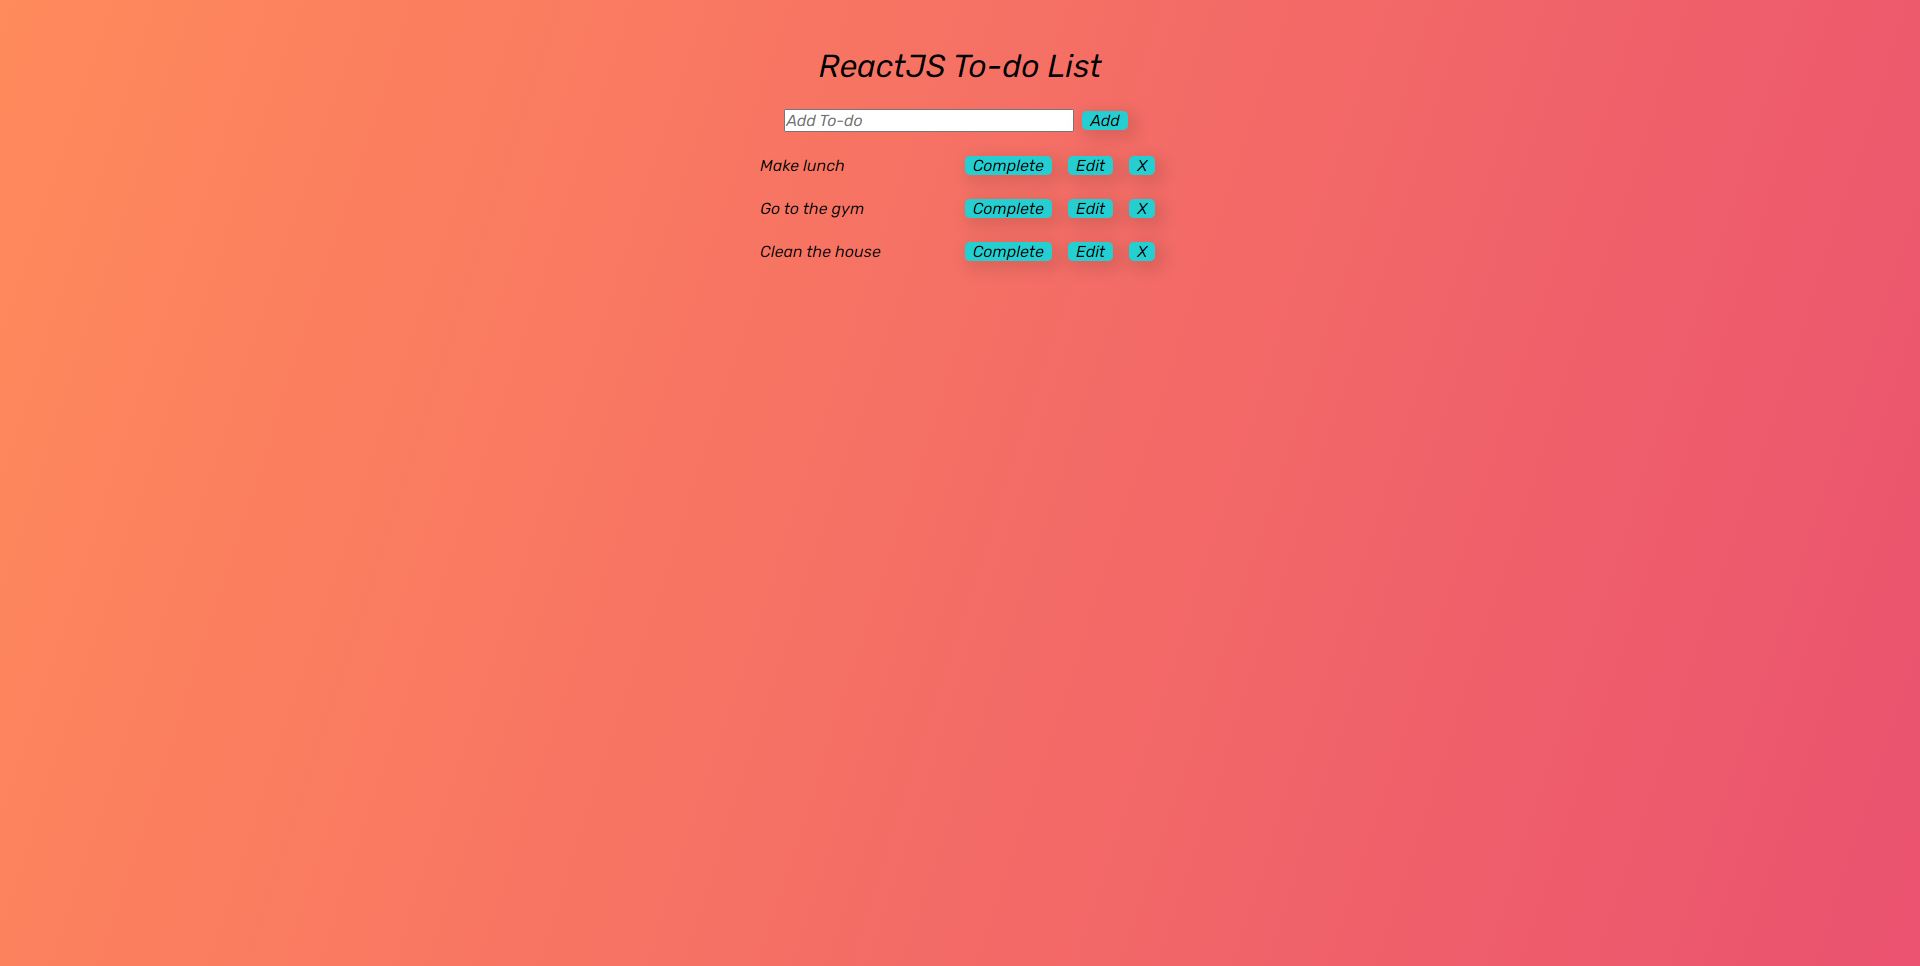 ReactJS To-do List
Add To-do Add
Make lunch Complete Edit X
Go to the gym Complete Edit X
Clean the house Complete Edit X